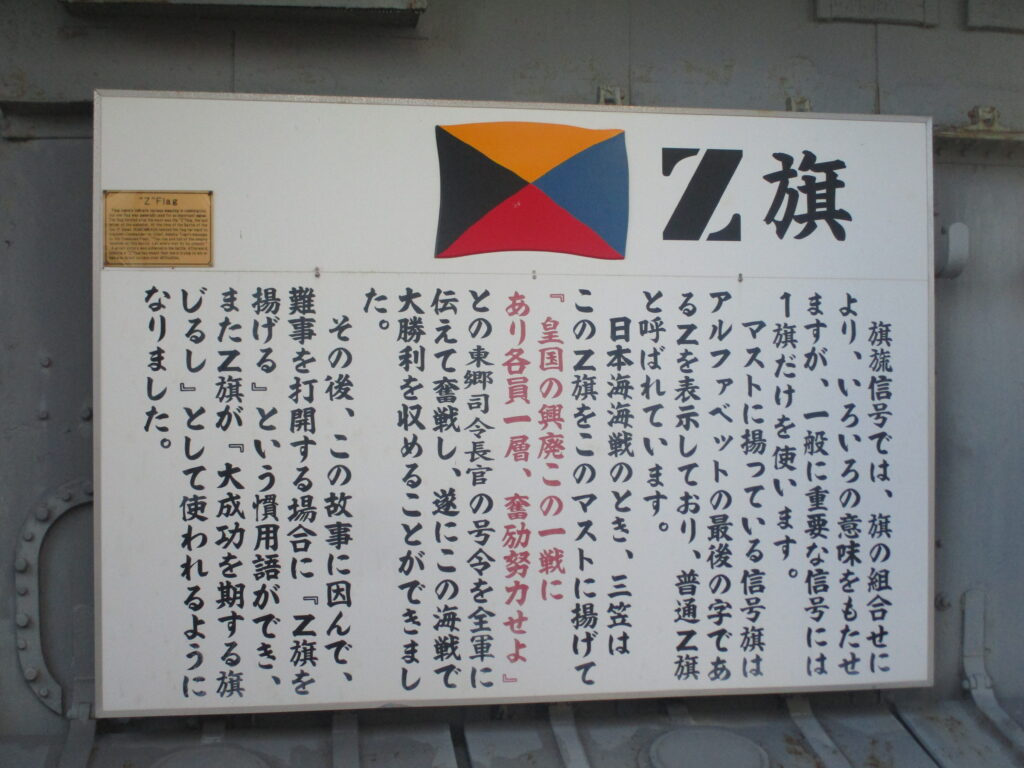 Z旗
旗旒信号では、旗の組合せに
より、いろいろの意味をもたせ
ますが、一般に重要な信号には
1旗だけを使います。
マストに揚っている信号旗は
アルファベットの最後の字であ
るZを表示しており、普通Z旗
と呼ばれています。
日本海海戦のとき、三笠は
このZ旗をこのマストに揚げて
『皇国の興廃この一戦に
あり各員一層、奮励努力せよ』
との東郷司令長官の号令を全軍に
伝えて奮戦し、遂にこの海戦で
大勝利を収めることができまし
た。
その後、この故事に因んで、
難事を打開する場合に『Z旗を
揚げる』という慣用語ができ、
またZ旗が『大成功を期する旗
じるし』として使われるように
なりました。
"Z" Flag